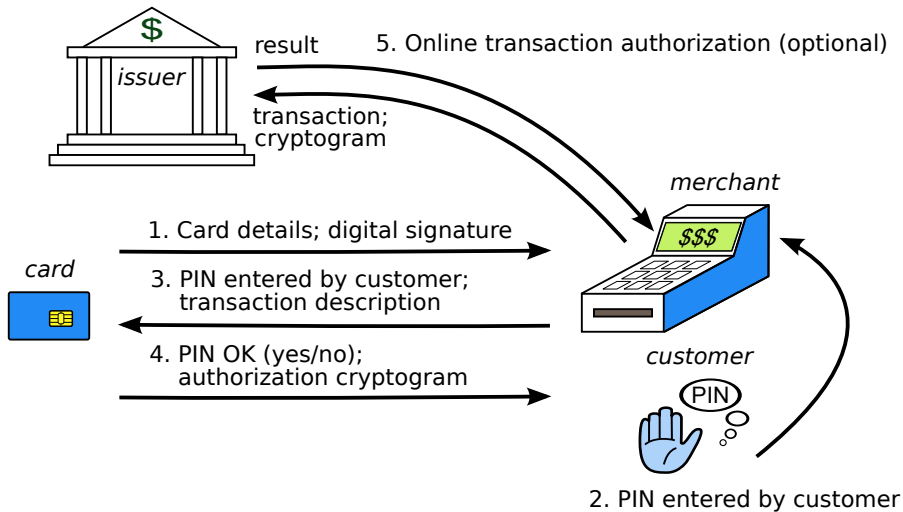 $
issuer
result
5. Online transaction authorization (optional)
transaction;
cryptogram
merchant
$$$
1. Card details; digital signature
card
3. PIN entered by customer;
transaction description
4. PIN OK (yes/no);
authorization cryptogram
customer
PIN
2. PIN entered by customer